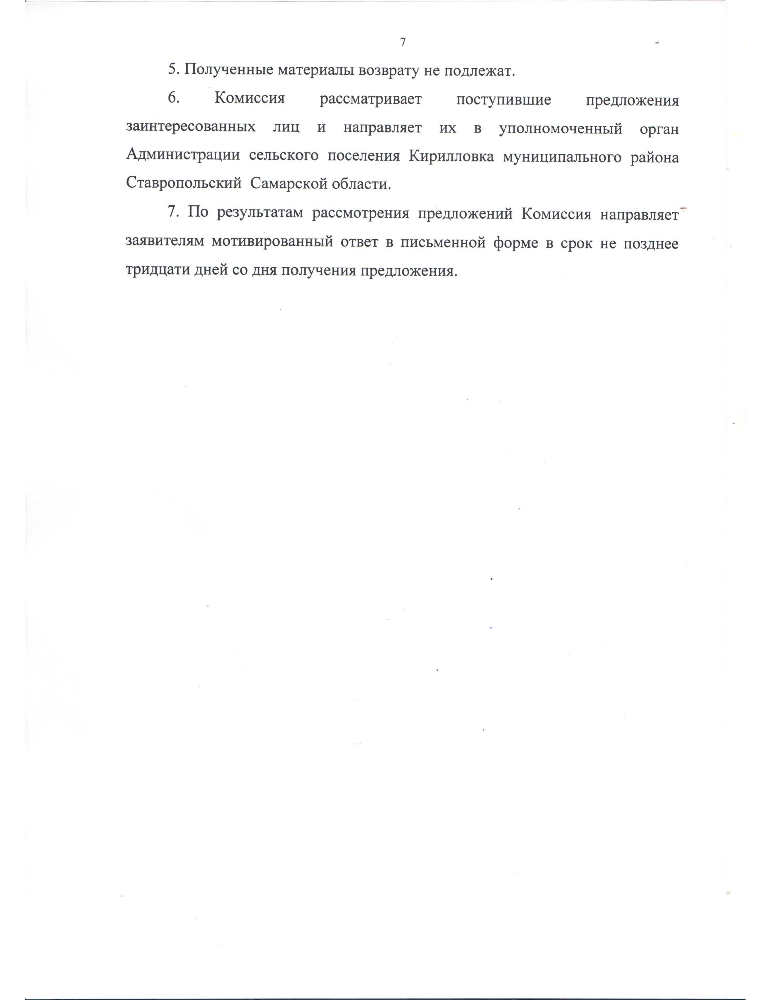 7
5. Полученные материалы возврату не подлежат.
6. Комиссия рассматривает поступившие предложения
заинтересованных лиц и направляет их в уполномоченный орган
Администрации сельского поселения Кирилловка муниципального района
Ставропольский Самарской области.
7. По результатам рассмотрения предложений Комиссия направляет
заявителям мотивированный ответ в письменной форме в срок не позднее
тридцати дней со дня получения предложения.